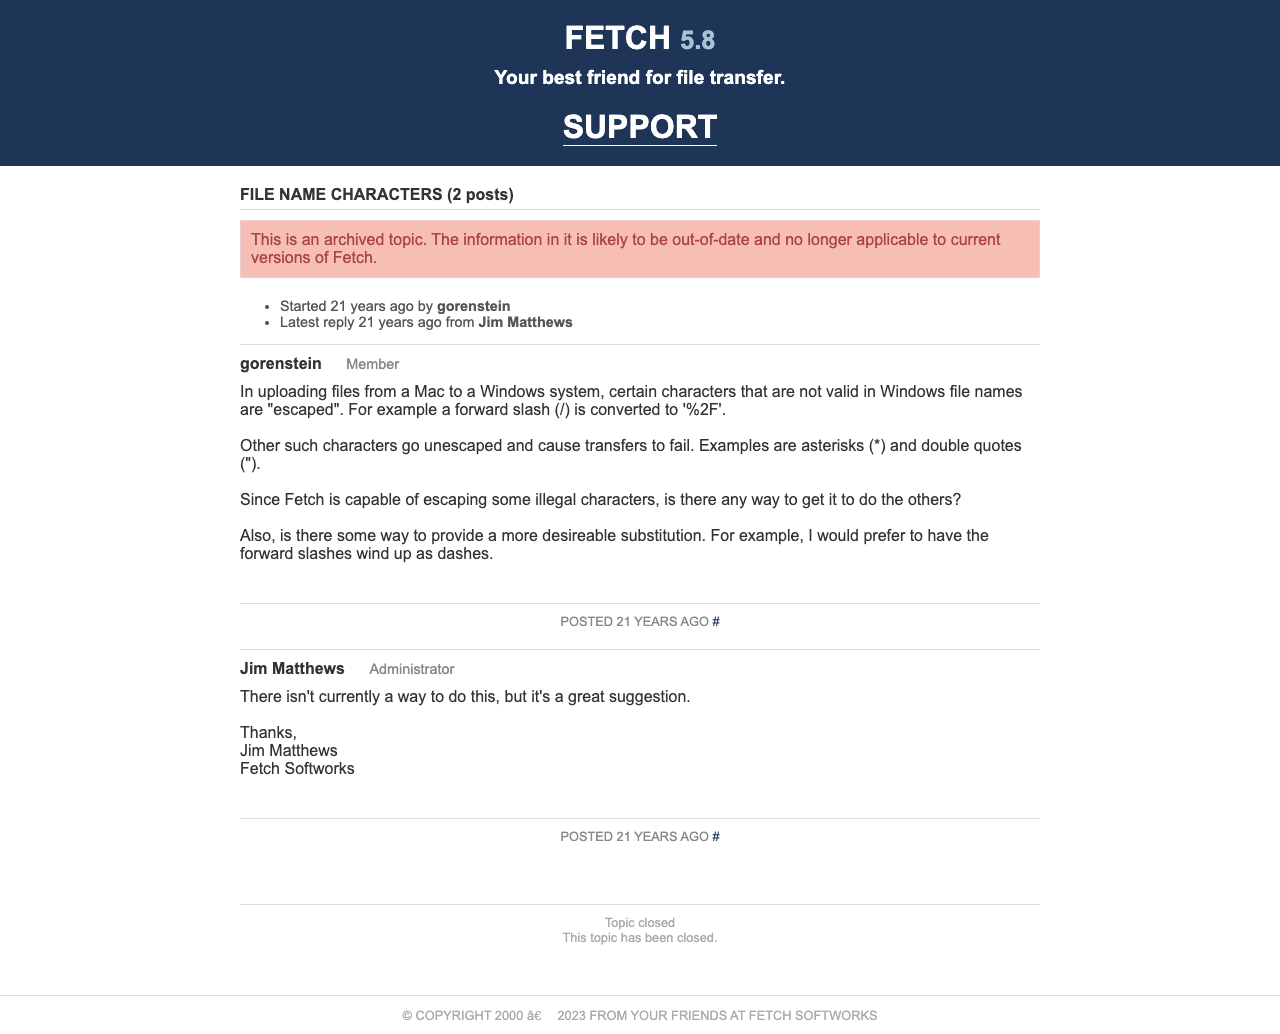 FETCH 5.8
Your best friend for file transfer.
SUPPORT
FILE NAME CHARACTERS (2 posts)
This is an archived topic. The information in it is likely to be out-of-date and no longer applicable to current
versions of Fetch.
• Started 21 years ago by gorenstein
• Latest reply 21 years ago from Jim Matthews
gorenstein Member
In uploading files from a Mac to a Windows system, certain characters that are not valid in Windows file names
are "escaped". For example a forward slash (/) is converted to '%2F'.
Other such characters go unescaped and cause transfers to fail. Examples are asterisks (*) and double quotes
(").
Since Fetch is capable of escaping some illegal characters, is there any way to get it to do the others?
Also, is there some way to provide a more desireable substitution. For example, I would prefer to have the
forward slashes wind up as dashes.
POSTED 21 YEARS AGO #
Jim Matthews Administrator
There isn't currently a way to do this, but it's a great suggestion.
Thanks,
Jim Matthews
Fetch Softworks
POSTED 21 YEARS AGO #
Topic closed
This topic has been closed.
© COPYRIGHT 2000 â€ 2023 FROM YOUR FRIENDS AT FETCH SOFTWORKS